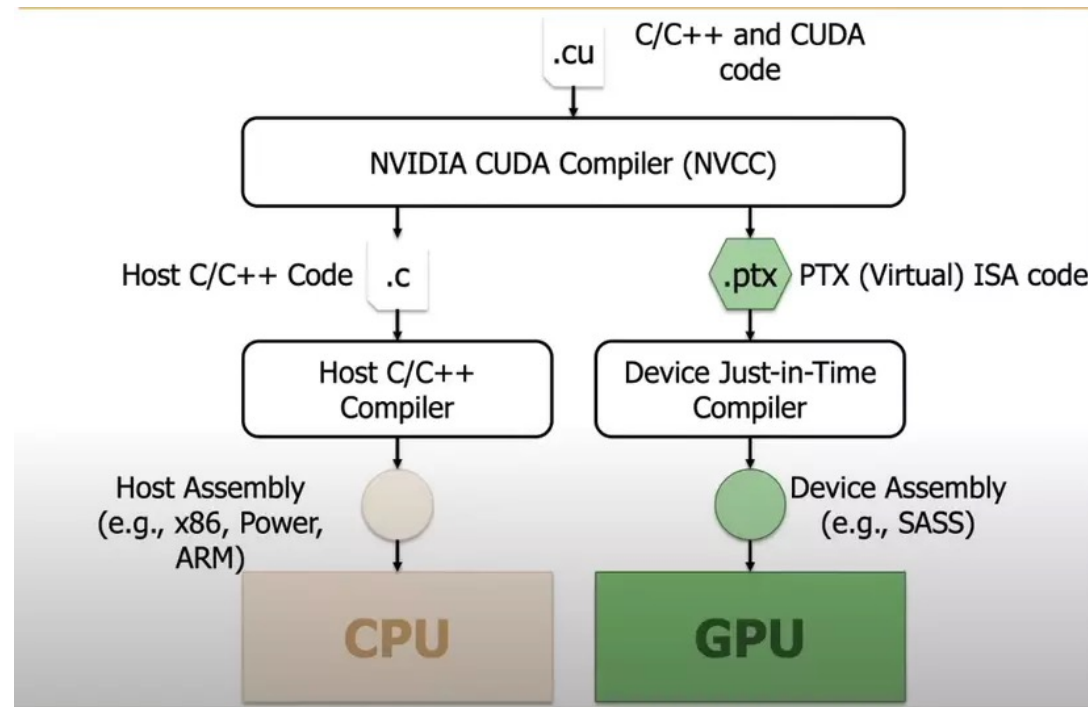 .cu
C/C++ and CUDA
code
NVIDIA CUDA Compiler (NVCC)
Host C/C++ Code
.c
.ptx
PTX (Virtual) ISA code
Host C/C++
Compiler
Device Just-in-Time
Compiler
Host Assembly
(e.g., x86, Power,
ARM)
Device Assembly
(e.g., SASS)
CPU
GPU